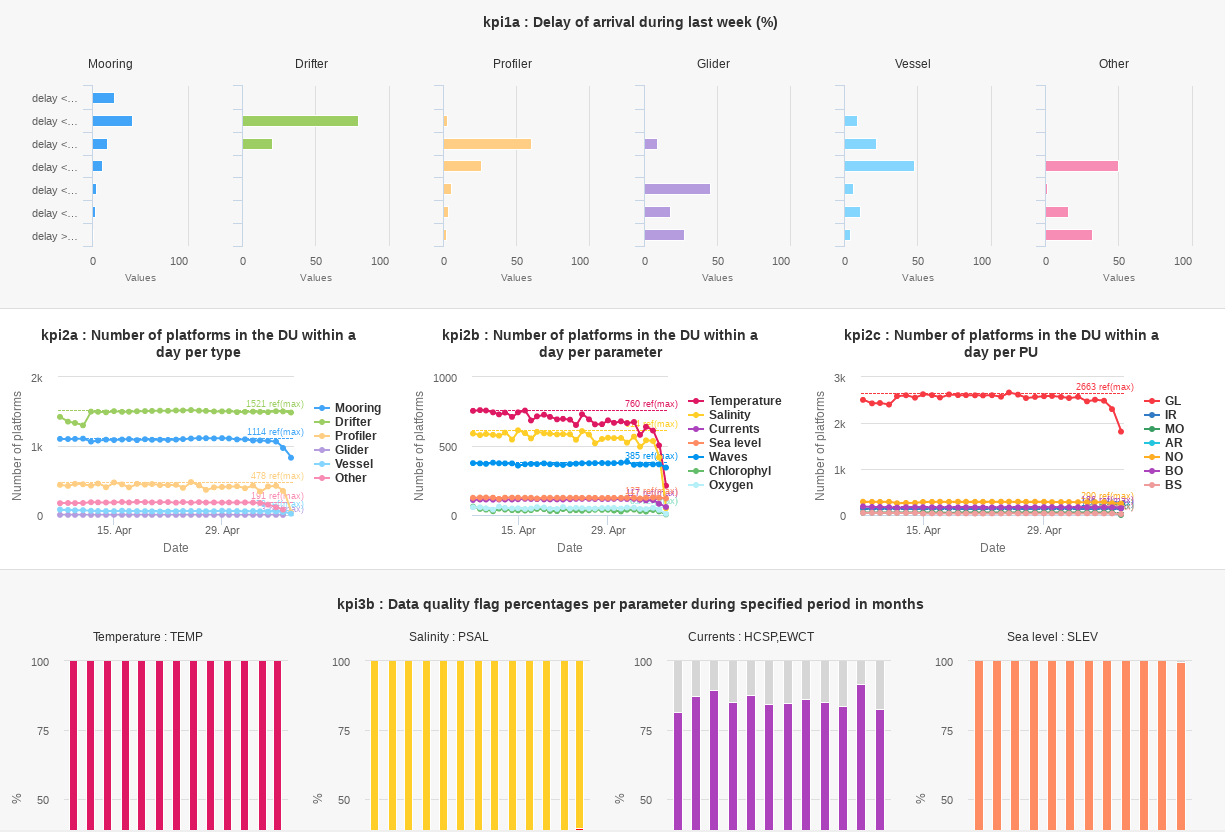 kpi1a : Delay of arrival during last week (%)
Mooring
Drifter
Profiler
Glider
Vessel
Other
delay <…
delay <…
delay <…
delay <…
delay <…
delay <…
delay >…
0 100
0 50 100
0 50 100
0 50 100
0 50 100
0 50 100
Values
Values
Values
Values
Values
Values
kpi2a : Number of platforms in the DU within a
day per type
Number of platforms
2k
1k
0
1521 ref(max)
1114 ref(max)
478 ref(max)
191 ref(max)
15. Apr 29. Apr
Date
Mooring
Drifter
Profiler
Glider
Vessel
Other
kpi2b : Number of platforms in the DU within a
day per parameter
Number of platforms
1000
500
0
760 ref(max)
385 ref(max)
15. Apr 29. Apr
Date
Temperature
Salinity
Currents
Sea level
Waves
Chlorophyl
Oxygen
kpi2c : Number of platforms in the DU within a
day per PU
Number of platforms
3k
2k
1k
0
2663 ref(max)
15. Apr 29. Apr
Date
GL
IR
MO
AR
NO
BO
BS
kpi3b : Data quality flag percentages per parameter during specified period in months
Temperature : TEMP
100
75
50
%
Salinity : PSAL
100
75
50
%
Currents : HCSP,EWCT
100
75
50
%
Sea level : SLEV
100
75
50
%